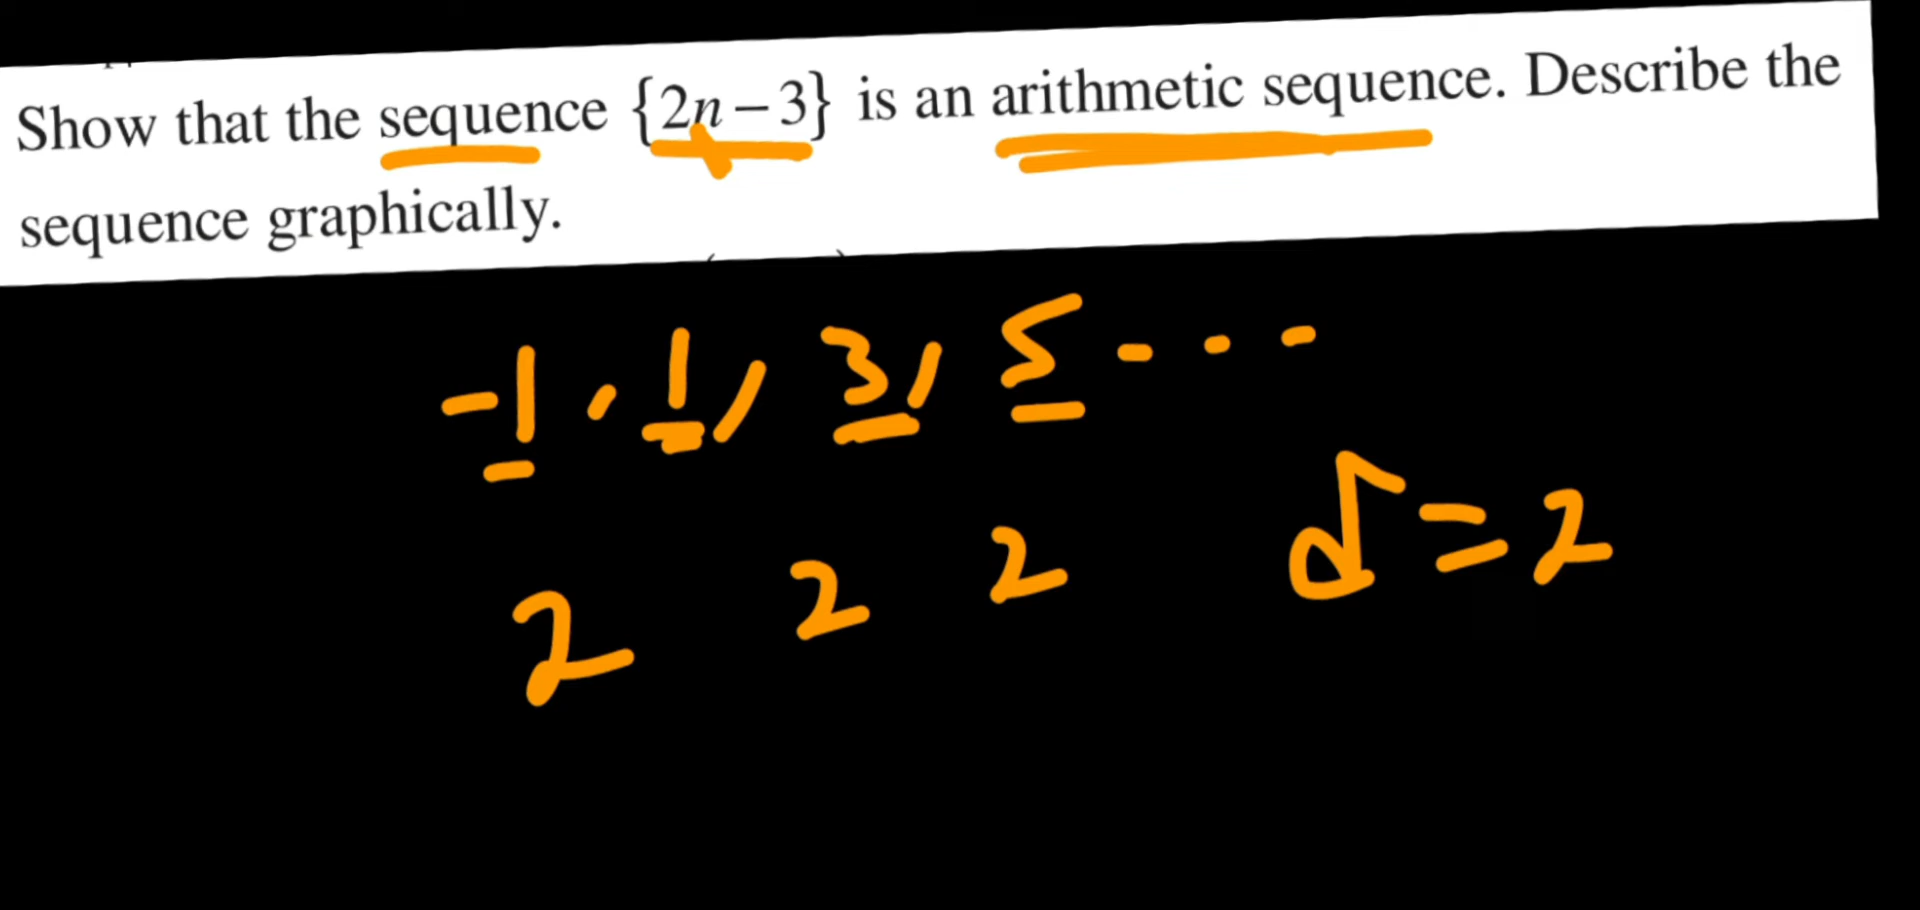 Show that the sequence {2n – 3} is an arithmetic sequence. Describe the
sequence graphically.
-1, 1, 3, 5 - - -
2 2 2 d = 2